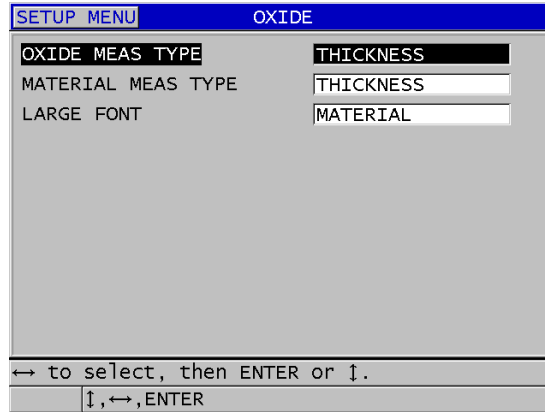 SETUP MENU OXIDE
OXIDE MEAS TYPE THICKNESS
MATERIAL MEAS TYPE THICKNESS
LARGE FONT MATERIAL
↔ to select, then ENTER or ↕.
↕,↔,ENTER